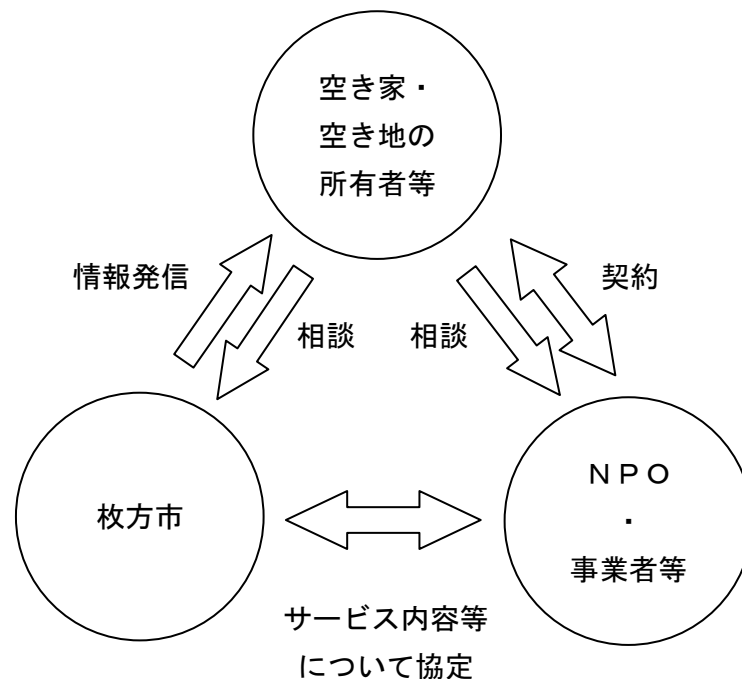 空き家・
空き地の
所有者等
情報発信
契約
相談
相談
枚方市
ＮＰＯ
・
事業者等
サービス内容等
について協定